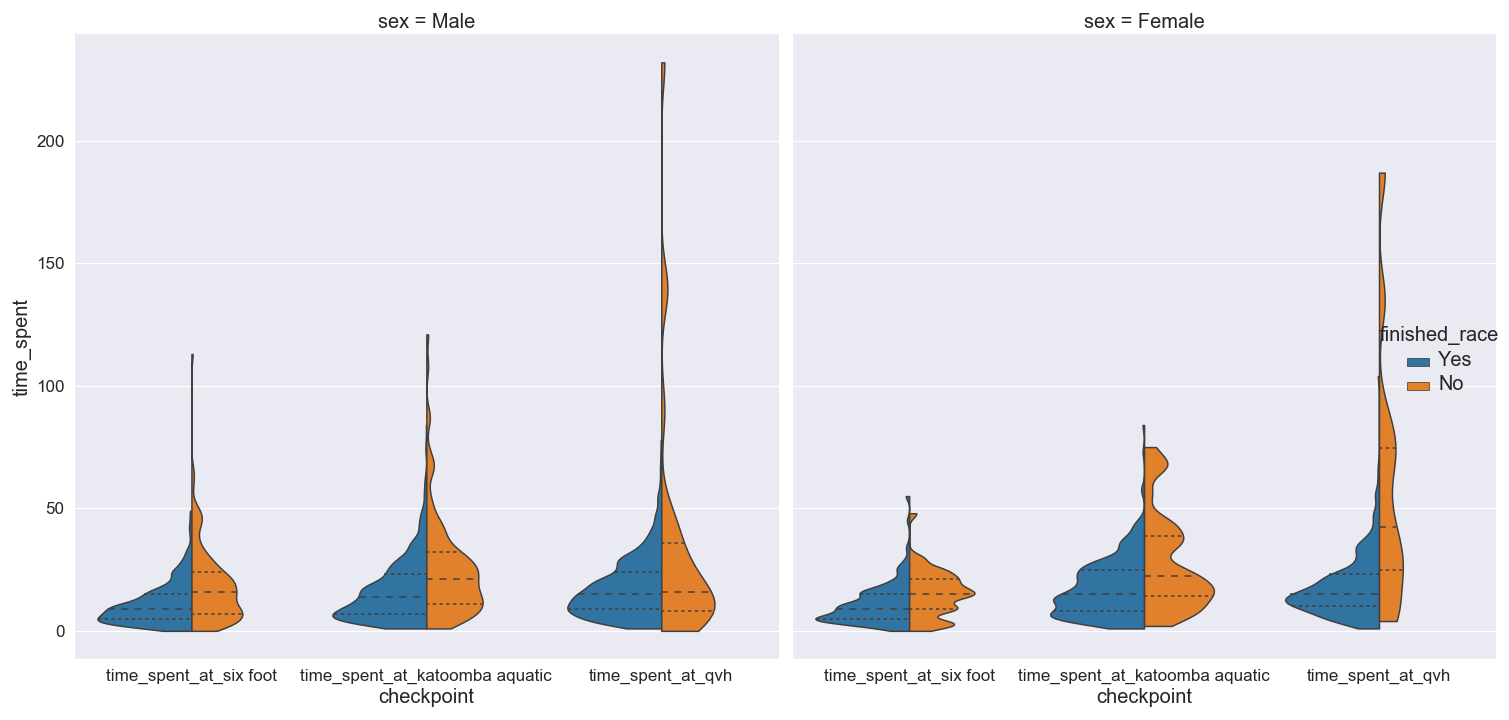 sex = Male
sex = Female
200
150
100
50
0
time_spent
finished_race
Yes
No
time_spent_at_six foot
time_spent_at_katoomba aquatic
time_spent_at_qvh
time_spent_at_six foot
time_spent_at_katoomba aquatic
time_spent_at_qvh
checkpoint
checkpoint